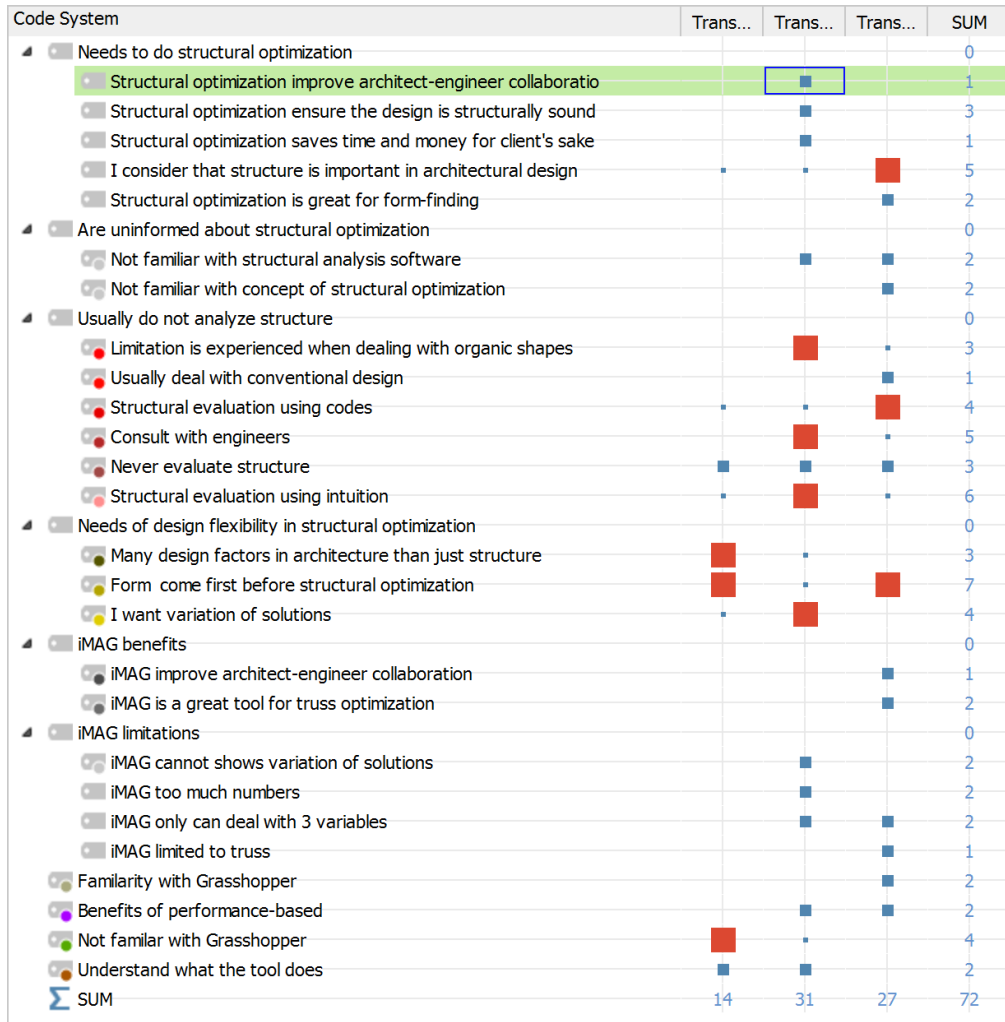 Code System Trans... Trans... Trans... SUM
Needs to do structural optimization 0
Structural optimization improve architect-engineer collaboratio 1
Structural optimization ensure the design is structurally sound 3
Structural optimization saves time and money for client's sake 1
I consider that structure is important in architectural design 5
Structural optimization is great for form-finding 2
Are uninformed about structural optimization 0
Not familiar with structural analysis software 2
Not familiar with concept of structural optimization 2
Usually do not analyze structure 0
Limitation is experienced when dealing with organic shapes 3
Usually deal with conventional design 1
Structural evaluation using codes 4
Consult with engineers 5
Never evaluate structure 3
Structural evaluation using intuition 6
Needs of design flexibility in structural optimization 0
Many design factors in architecture than just structure 3
Form come first before structural optimization 7
I want variation of solutions 4
iMAG benefits 0
iMAG improve architect-engineer collaboration 1
iMAG is a great tool for truss optimization 2
iMAG limitations 0
iMAG cannot shows variation of solutions 2
iMAG too much numbers 2
iMAG only can deal with 3 variables 2
iMAG limited to truss 1
Familarity with Grasshopper 2
Benefits of performance-based 2
Not familar with Grasshopper 4
Understand what the tool does 2
Σ SUM 14 31 27 72